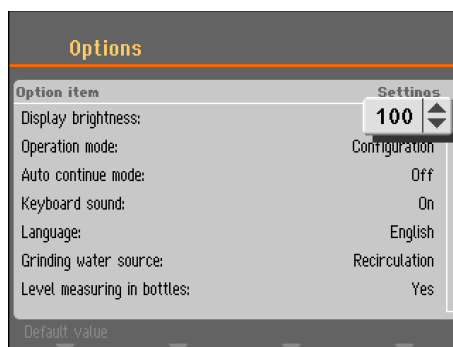 Options
Option item Settings
Display brightness: 100
Operation mode: Configuration
Auto continue mode: Off
Keyboard sound: On
Language: English
Grinding water source: Recirculation
Level measuring in bottles: Yes
Default value